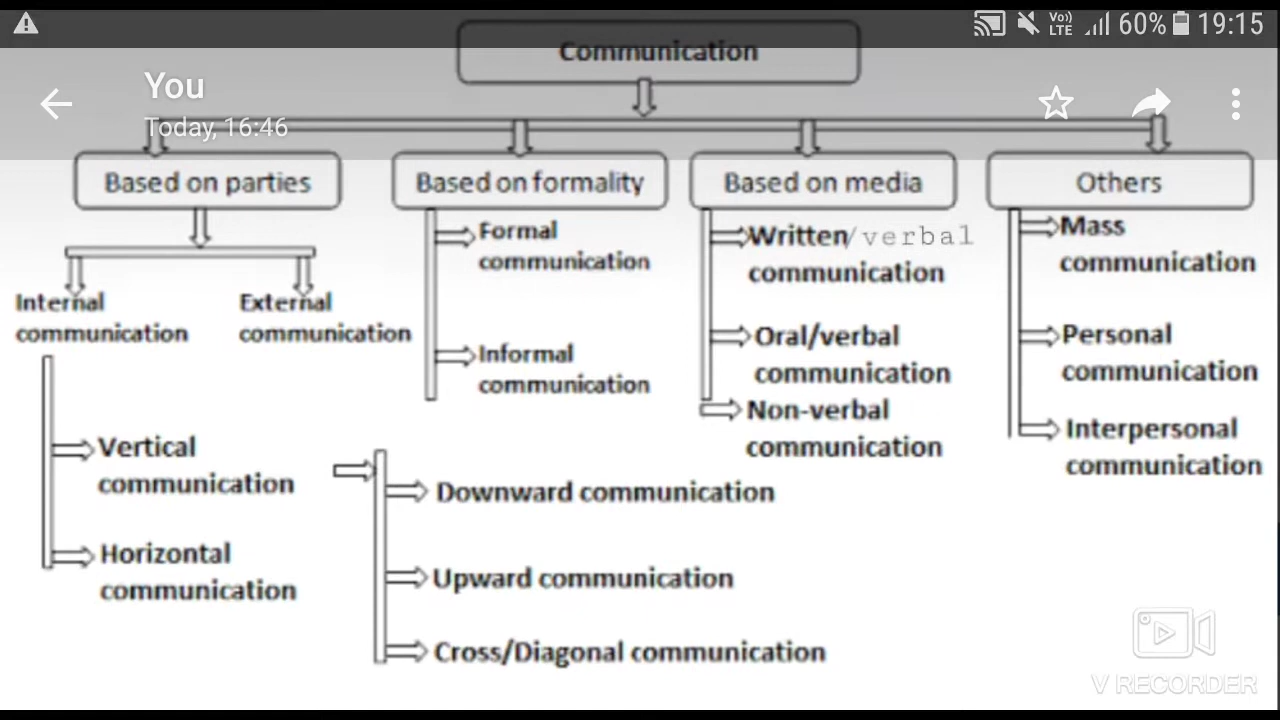 Vo)) LTE 60% 19:15
Communication
You
Today, 16:46
Based on parties
Based on formality
Based on media
Others
Internal
communication
External
communication
Vertical
communication
Horizontal
communication
Downward communication
Upward communication
Cross/Diagonal communication
Formal
communication
Informal
communication
Written/verbal
communication
Oral/verbal
communication
Non-verbal
communication
Mass
communication
Personal
communication
Interpersonal
communication
V RECORDER